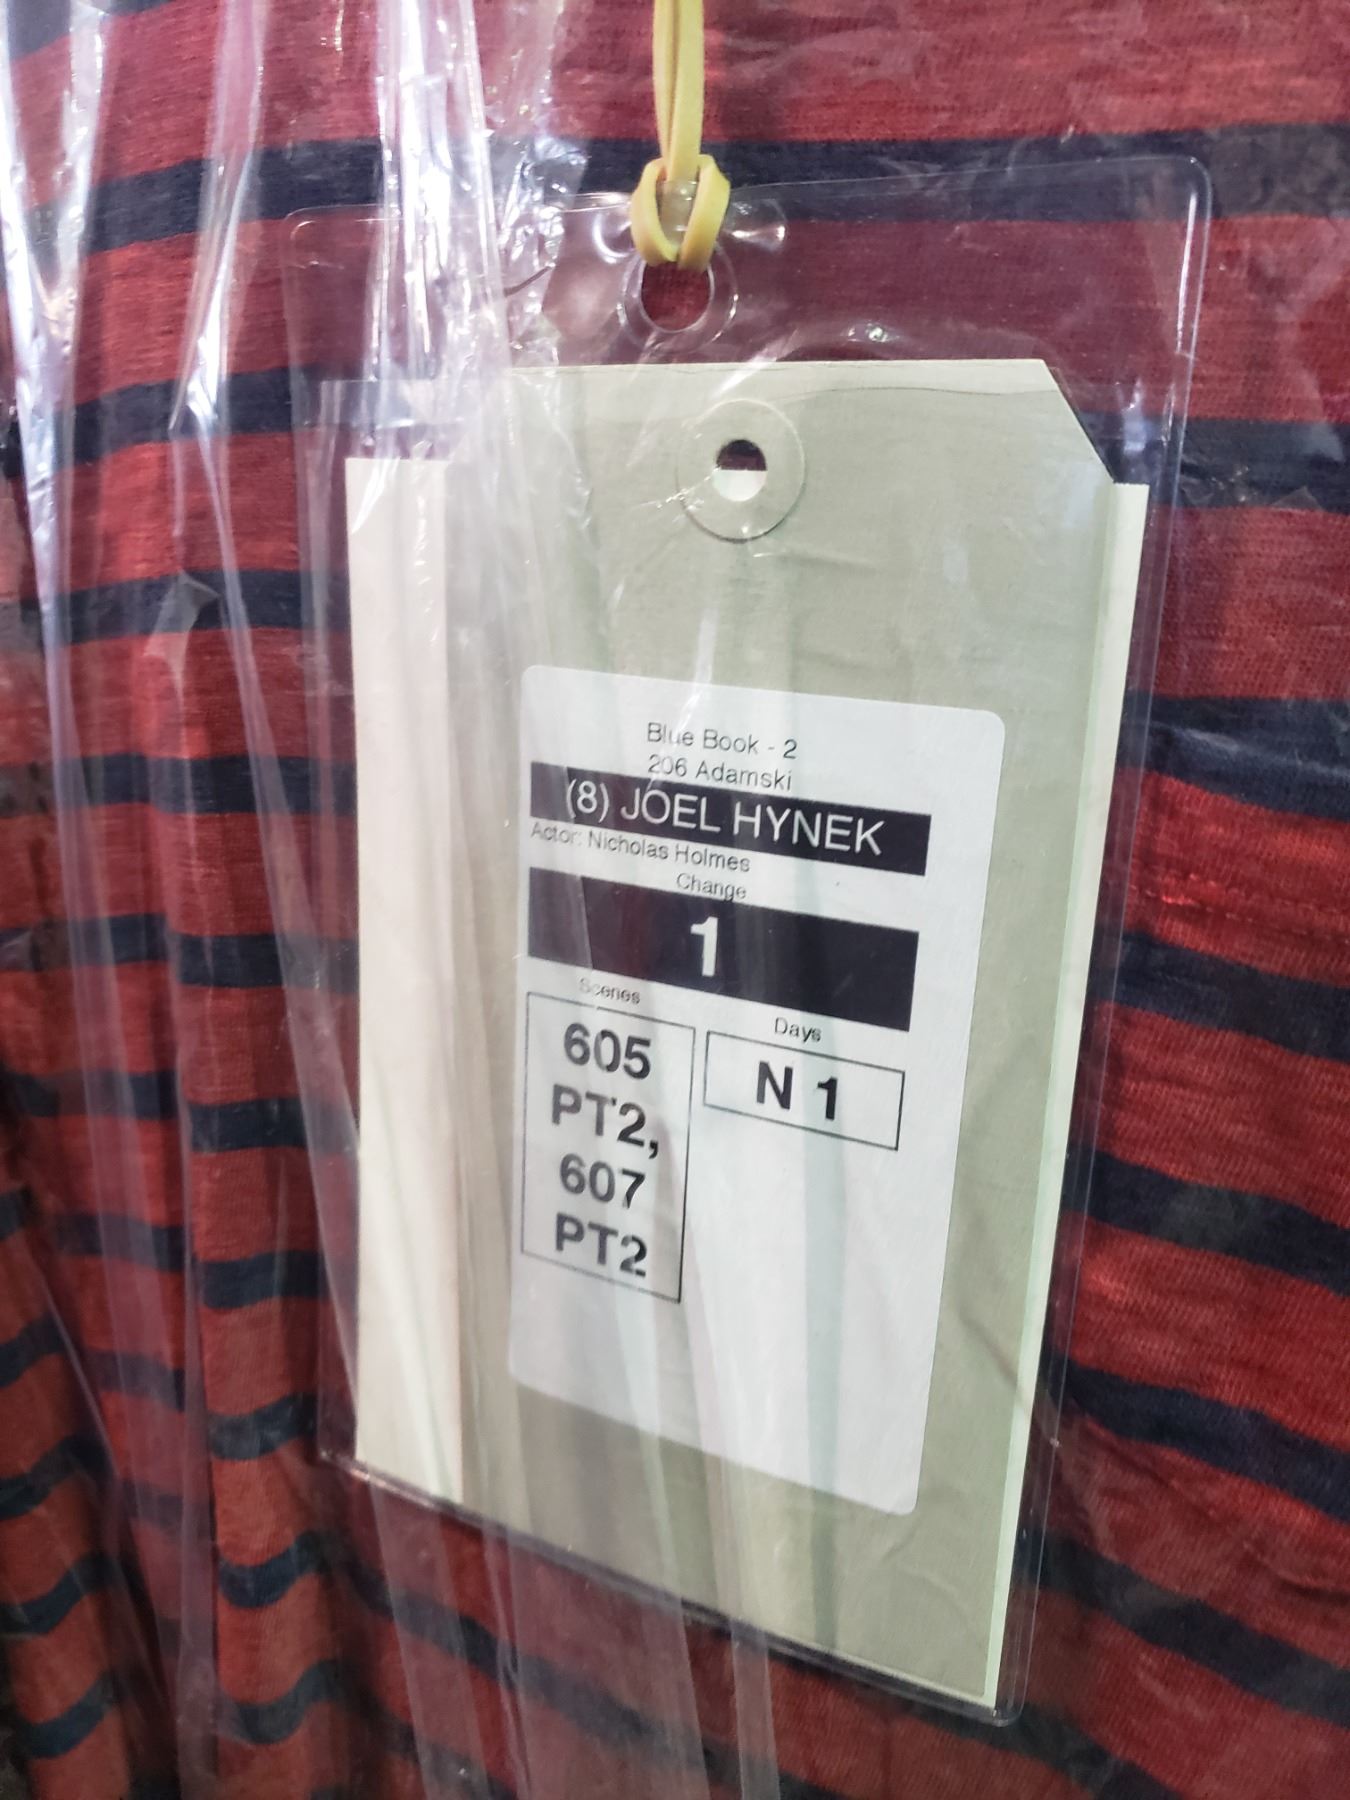 Blue Book - 2
206 Adamski
(8) JOEL HYNEK
Actor: Nicholas Holmes
Change
1
Scenes
Days
605
PT2,
607
PT2
N 1